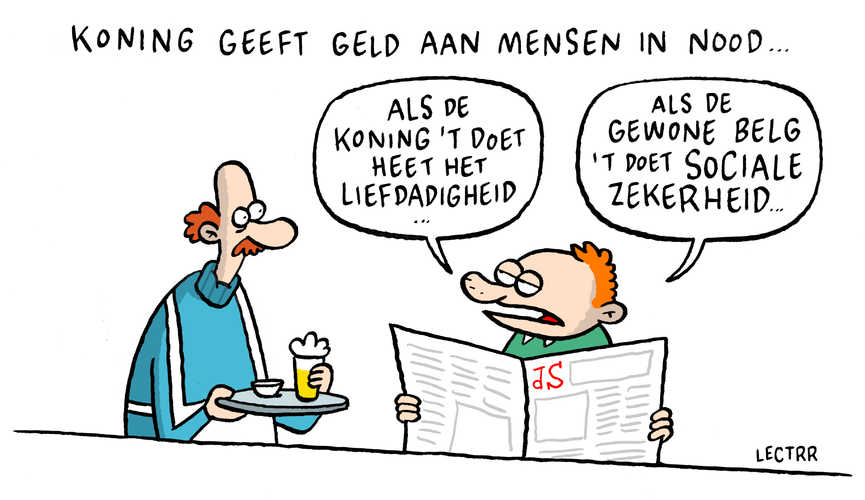 KONING GEEFT GELD AAN MENSEN IN NOOD...
ALS DE
KONING 'T DOET
HEET HET
LIEFDADIGHEID
...
ALS DE
GEWONE BELG
'T DOET SOCIALE
ZEKERHEID...
JS
LECTRR